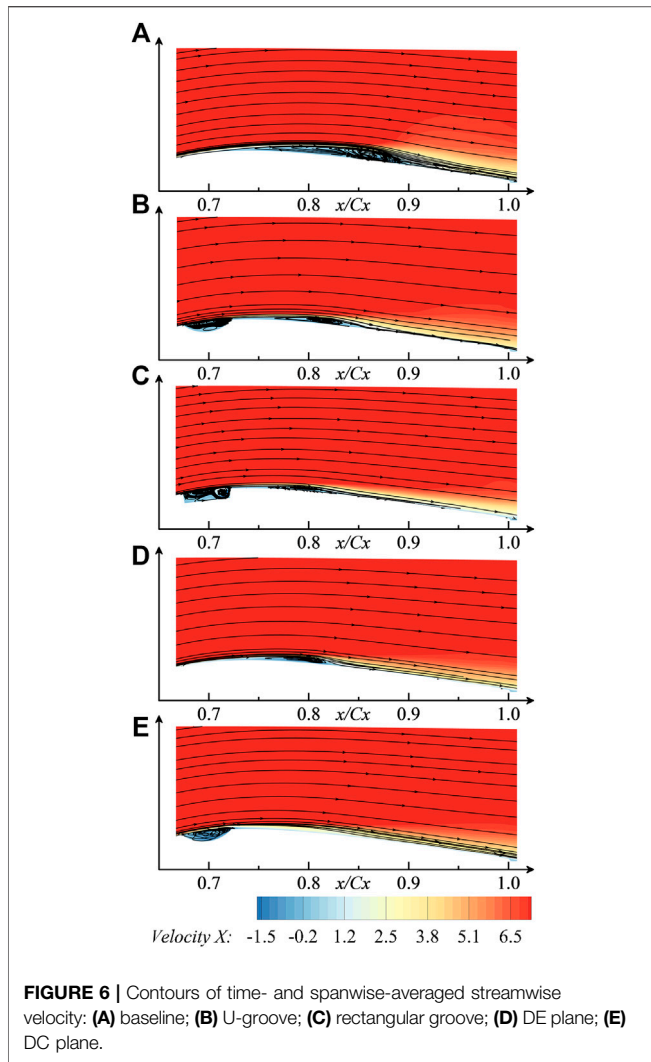 A
0.7 0.8 x/Cx 0.9 1.0
B
0.7 0.8 x/Cx 0.9 1.0
C
0.7 0.8 x/Cx 0.9 1.0
D
0.7 0.8 x/Cx 0.9 1.0
E
0.7 0.8 x/Cx 0.9 1.0
Velocity X: -1.5 -0.2 1.2 2.5 3.8 5.1 6.5
FIGURE 6 | Contours of time- and spanwise-averaged streamwise
velocity: (A) baseline; (B) U-groove; (C) rectangular groove; (D) DE plane; (E)
DC plane.